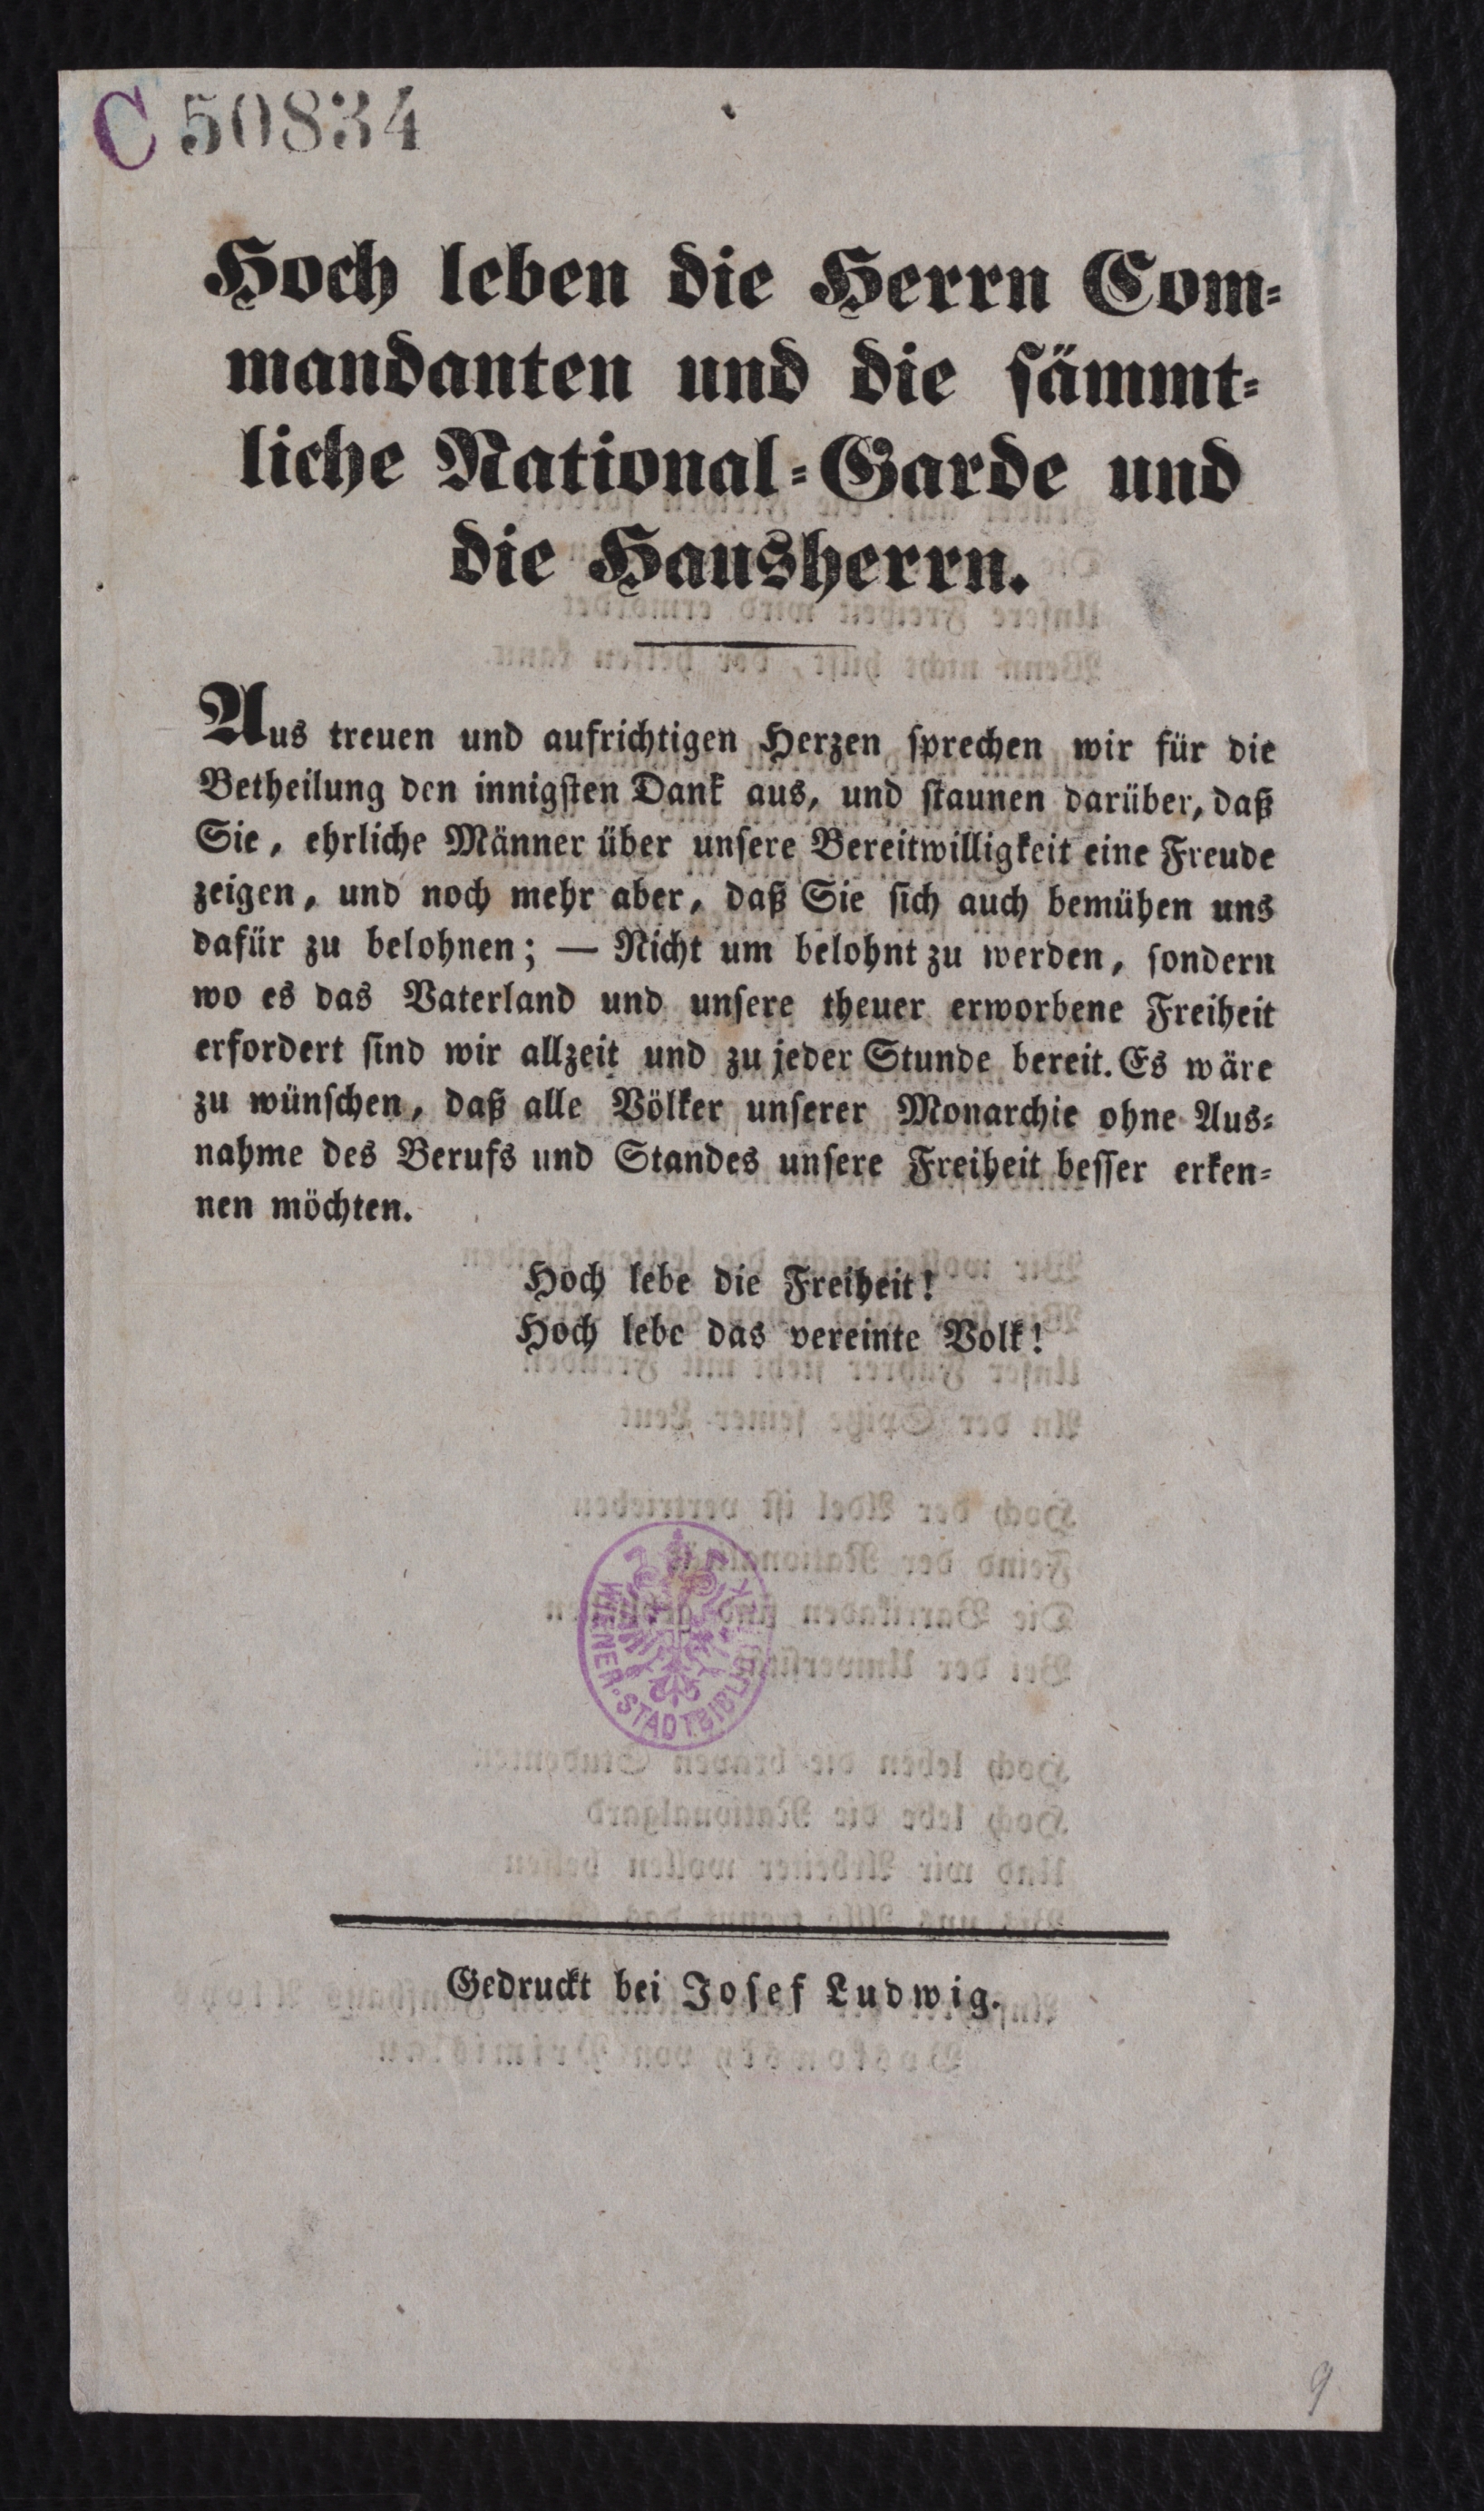 C 50834
Hoch leben die Herrn Com-
mandanten und die sämmt-
liche National-Garde und
die Hausherrn.
Aus treuen und aufrichtigen Herzen sprechen wir für die
Betheilung den innigsten Dank aus, und staunen darüber, daß
Sie, ehrliche Männer über unsere Bereitwilligkeit eine Freude
zeigen, und noch mehr aber, daß Sie sich auch bemühen uns
dafür zu belohnen; — Nicht um belohnt zu werden, sondern
wo es das Vaterland und unsere theuer erworbene Freiheit
erfordert sind wir allzeit und zu jeder Stunde bereit. Es wäre
zu wünschen, daß alle Völker unserer Monarchie ohne Aus-
nahme des Berufs und Standes unsere Freiheit besser erken-
nen möchten.
Hoch lebe die Freiheit!
Hoch lebe das vereinte Volk!
WIENER STADTBIBLIOTHEK
Gedruckt bei Josef Ludwig.
9